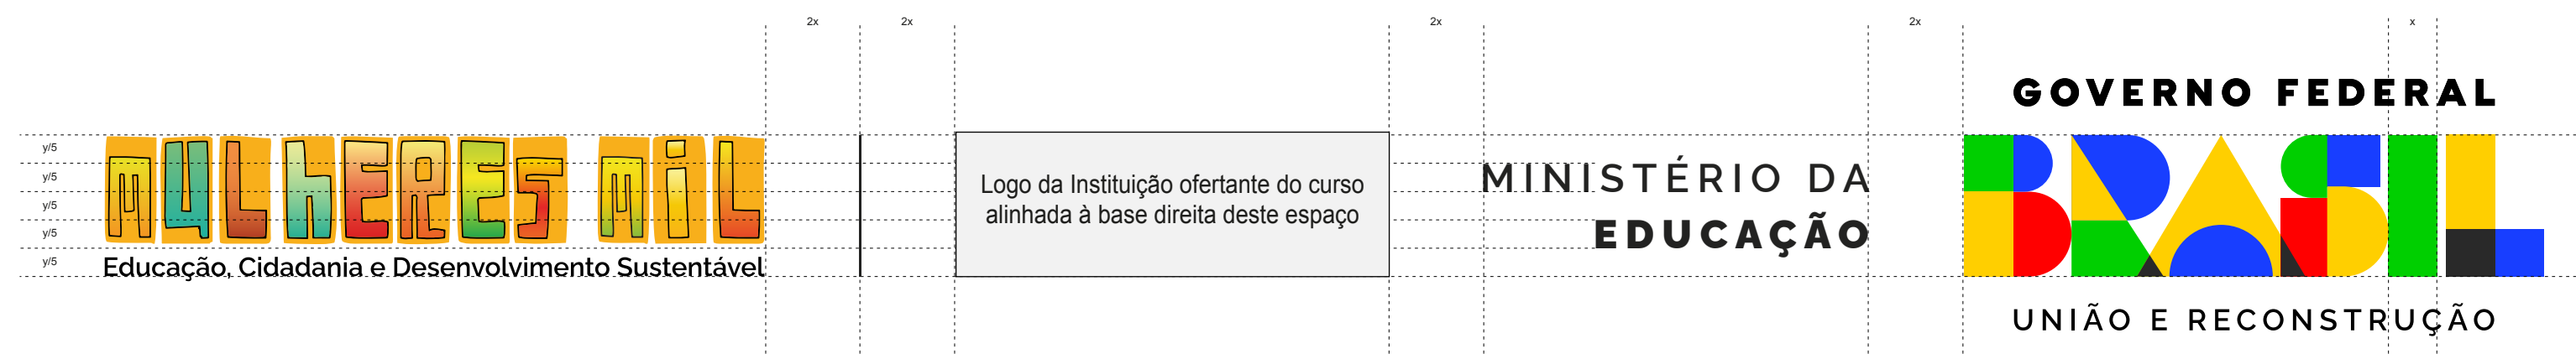 2x 2x 2x 2x x
GOVERNO FEDERAL
y/5
y/5
y/5
y/5
y/5
MULHERES MIL
Educação, Cidadania e Desenvolvimento Sustentável
Logo da Instituição ofertante do curso
alinhada à base direita deste espaço
MINISTÉRIO DA
EDUCAÇÃO
BRASIL
UNIÃO E RECONSTRUÇÃO